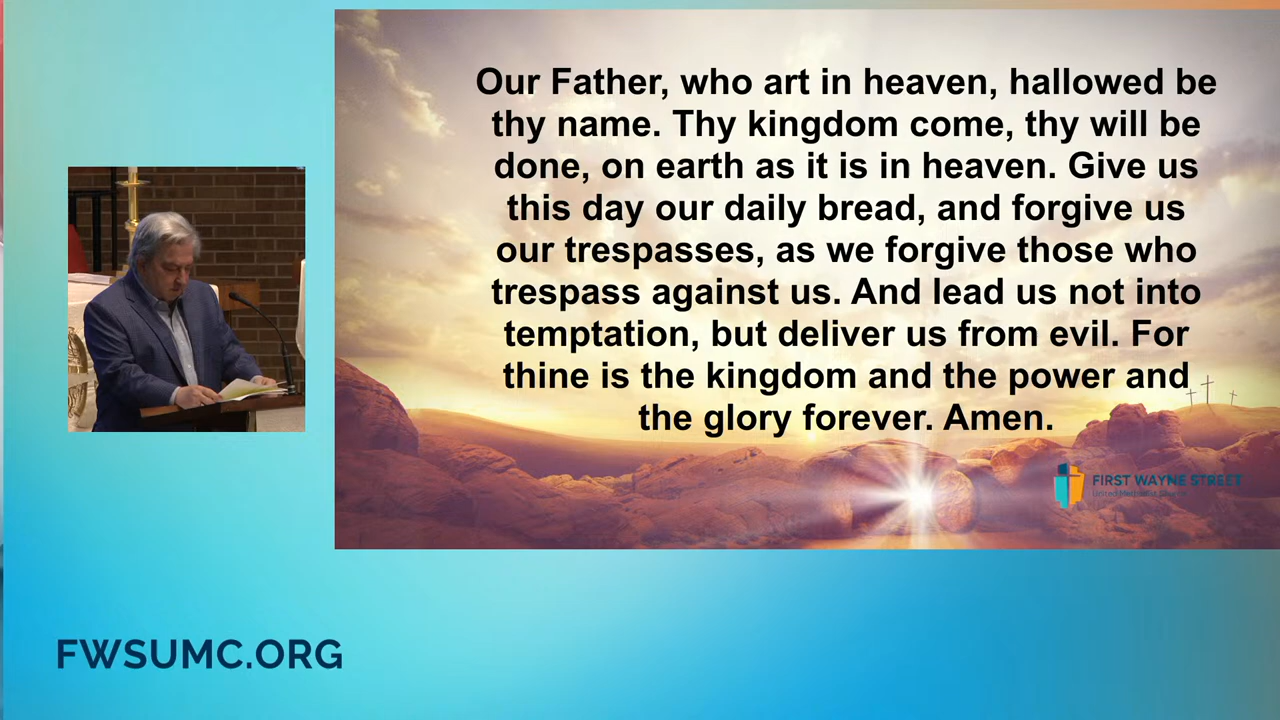 Our Father, who art in heaven, hallowed be
thy name. Thy kingdom come, thy will be
done, on earth as it is in heaven. Give us
this day our daily bread, and forgive us
our trespasses, as we forgive those who
trespass against us. And lead us not into
temptation, but deliver us from evil. For
thine is the kingdom and the power and
the glory forever. Amen.
FIRST WAYNE STREET
United Methodist Church
FWSUMC.ORG